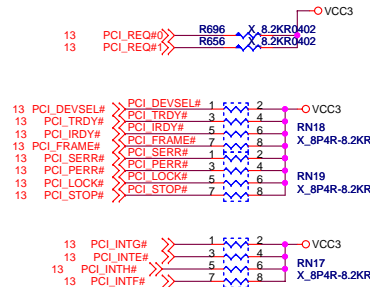 VCC3
13 PCI_REQ#0 R696 X_8.2KR0402
13 PCI_REQ#1 R656 X_8.2KR0402
13 PCI_DEVSEL# PCI_DEVSEL# 1 2 VCC3
13 PCI_TRDY# PCI_TRDY# 3 4
13 PCI_IRDY# PCI_IRDY# 5 6 RN18
13 PCI_FRAME# PCI_FRAME# 7 8 X_8P4R-8.2KR
13 PCI_SERR# PCI_SERR# 1 2
13 PCI_PERR# PCI_PERR# 3 4
13 PCI_LOCK# PCI_LOCK# 5 6 RN19
13 PCI_STOP# PCI_STOP# 7 8 X_8P4R-8.2KR
13 PCI_INTG# 1 2 VCC3
13 PCI_INTE# 3 4
13 PCI_INTH# 5 6 RN17
13 PCI_INTF# 7 8 X_8P4R-8.2KR